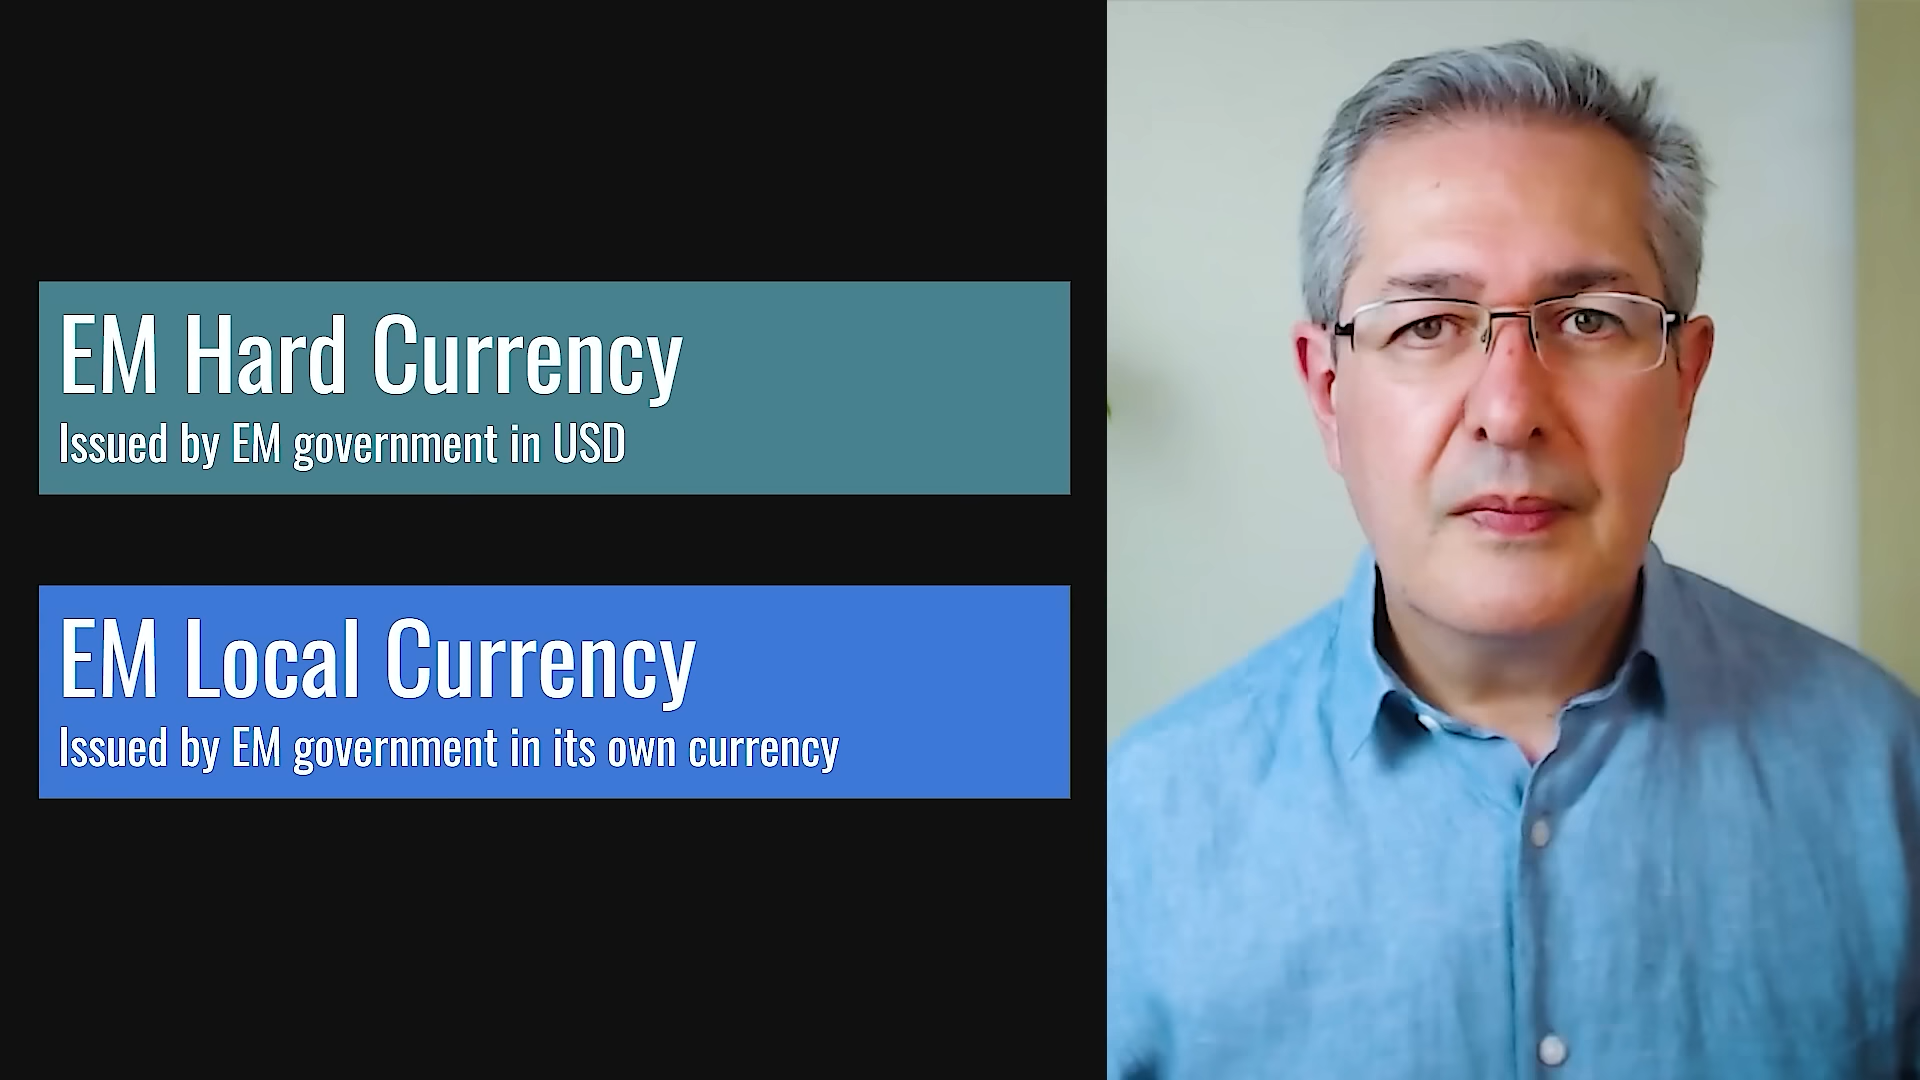 EM Hard Currency
Issued by EM government in USD
EM Local Currency
Issued by EM government in its own currency